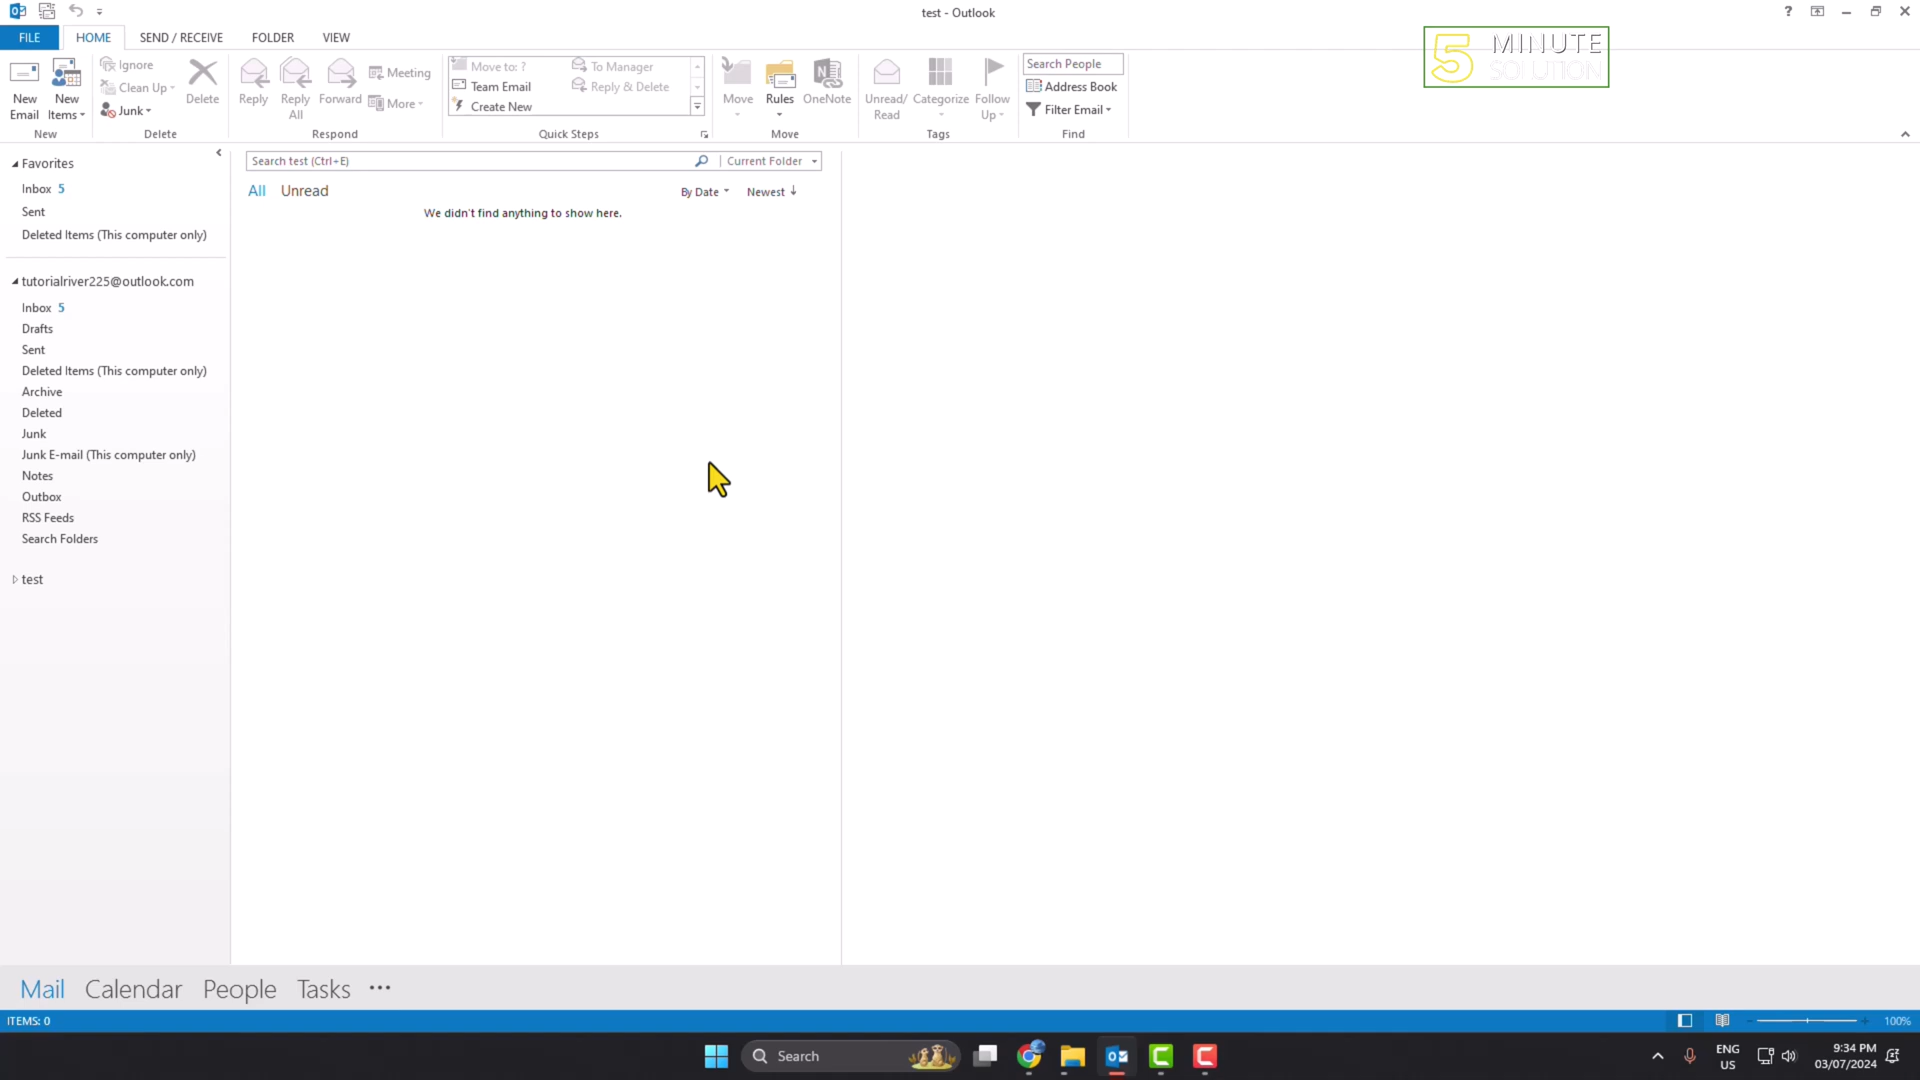 test - Outlook
?
FILE
HOME
SEND / RECEIVE
FOLDER
VIEW
5 MINUTE
SOLUTION
New
Email
New
Items
New
Ignore
Clean Up
Junk
Delete
Delete
Reply
Reply
All
Forward
Meeting
More
Respond
Move to: ?
To Manager
Team Email
Reply & Delete
Create New
Quick Steps
Move
Rules
OneNote
Move
Unread/
Read
Categorize
Follow
Up
Tags
Search People
Address Book
Filter Email
Find
Favorites
Inbox 5
Sent
Deleted Items (This computer only)
tutorialriver225@outlook.com
Inbox 5
Drafts
Sent
Deleted Items (This computer only)
Archive
Deleted
Junk
Junk E-mail (This computer only)
Notes
Outbox
RSS Feeds
Search Folders
test
Search test (Ctrl+E)
Current Folder
All
Unread
By Date
Newest
We didn't find anything to show here.
Mail
Calendar
People
Tasks
...
ITEMS: 0
100%
Search
ENG
US
9:34 PM
03/07/2024